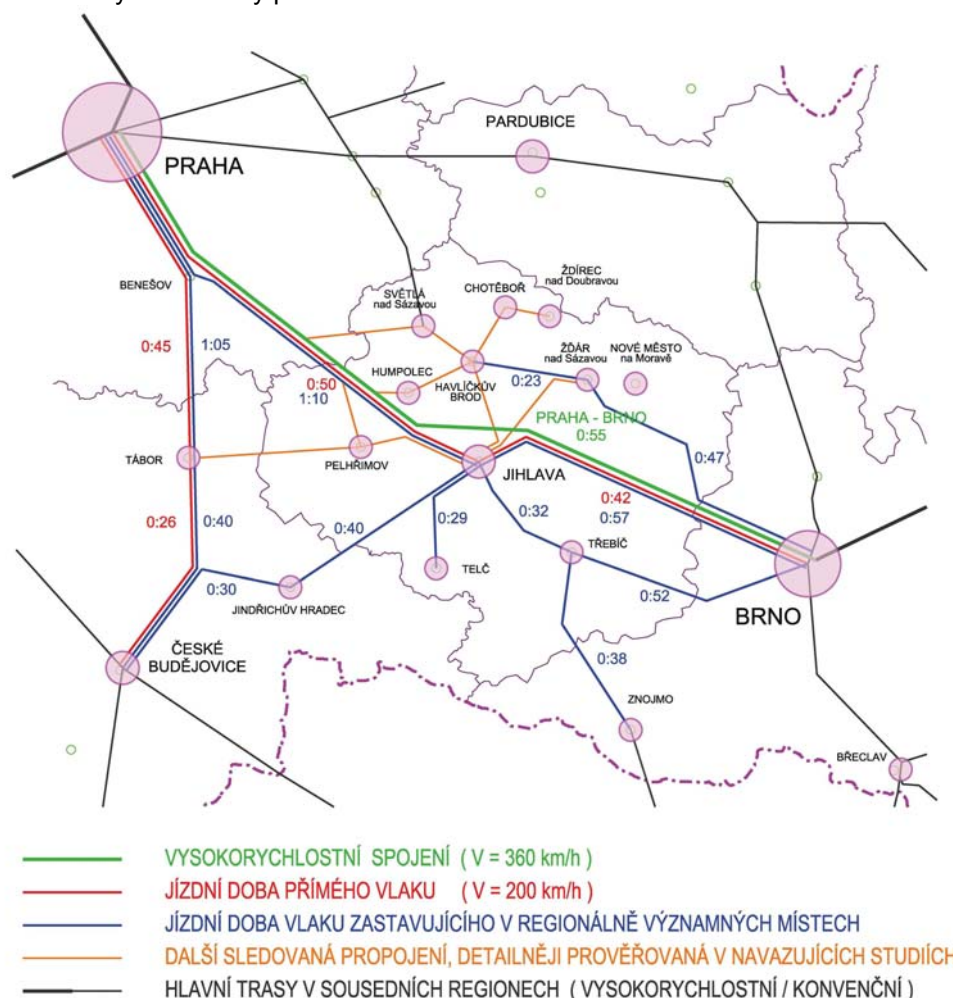 PRAHA
PARDUBICE
BENEŠOV
SVĚTLÁ
nad Sázavou
CHOTĚBOŘ
ŽDÍREC
nad Doubravou
0:45
1:05
0:50
1:10
HUMPOLEC
HAVLÍČKŮV
BROD
0:23
ŽĎÁR
nad Sázavou
NOVÉ MĚSTO
na Moravě
PRAHA - BRNO
0:55
TÁBOR
PELHŘIMOV
JIHLAVA
0:47
0:26
0:40
0:40
0:29
0:32
0:42
0:57
TŘEBÍČ
TELČ
0:30
JINDŘICHŮV HRADEC
0:52
BRNO
ČESKÉ
BUDĚJOVICE
0:38
ZNOJMO
BŘECLAV
VYSOKORYCHLOSTNÍ SPOJENÍ ( V = 360 km/h )
JÍZDNÍ DOBA PŘÍMÉHO VLAKU ( V = 200 km/h )
JÍZDNÍ DOBA VLAKU ZASTAVUJÍCÍHO V REGIONÁLNĚ VÝZNAMNÝCH MÍSTECH
DALŠÍ SLEDOVANÁ PROPOJENÍ, DETAILNĚJI PROVĚŘOVANÁ V NAVAZUJÍCÍCH STUDIÍCH
HLAVNÍ TRASY V SOUSEDNÍCH REGIONECH ( VYSOKORYCHLOSTNÍ / KONVENČNÍ )